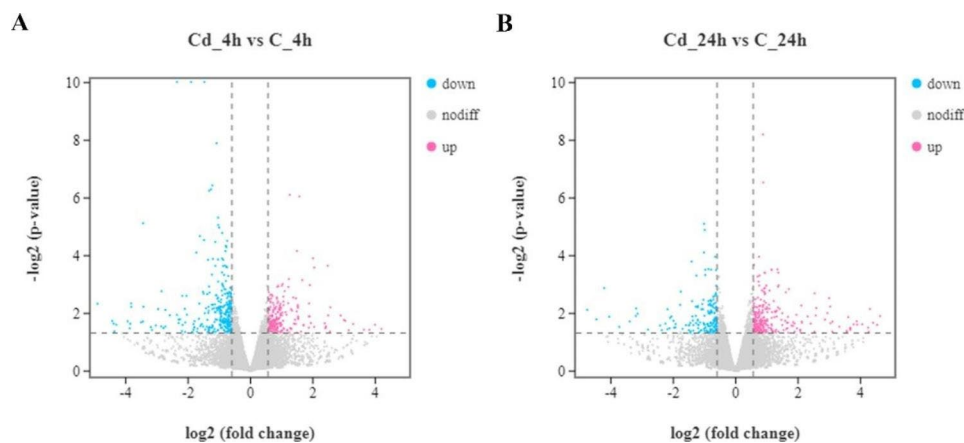 A
Cd_4h vs C_4h
10
8
6
4
2
0
-4
-2
0
2
4
-log2 (p-value)
log2 (fold change)
down
nodiff
up
B
Cd_24h vs C_24h
10
8
6
4
2
0
-4
-2
0
2
4
-log2 (p-value)
log2 (fold change)
down
nodiff
up